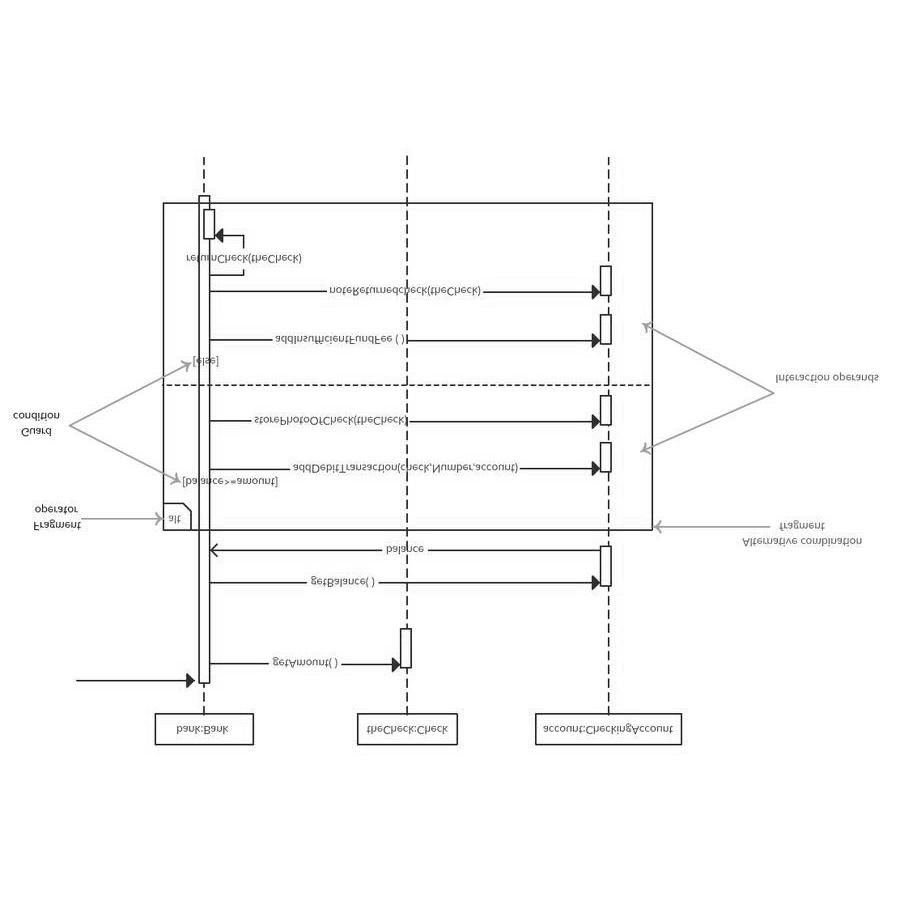 bank:Bank
theCheck:Check
account:CheckingAccount
getAmount( )
getBalance( )
balance
Alternative combination
fragment
Fragment
operator
alt
[balance>=amount]
addDebitTransaction(check,Number,account)
Guard
condition
storePhotoOfCheck(theCheck)
Interaction operands
[else]
addInsufficientFundFee ( )
noteReturnedcheck(theCheck)
returnCheck(theCheck)